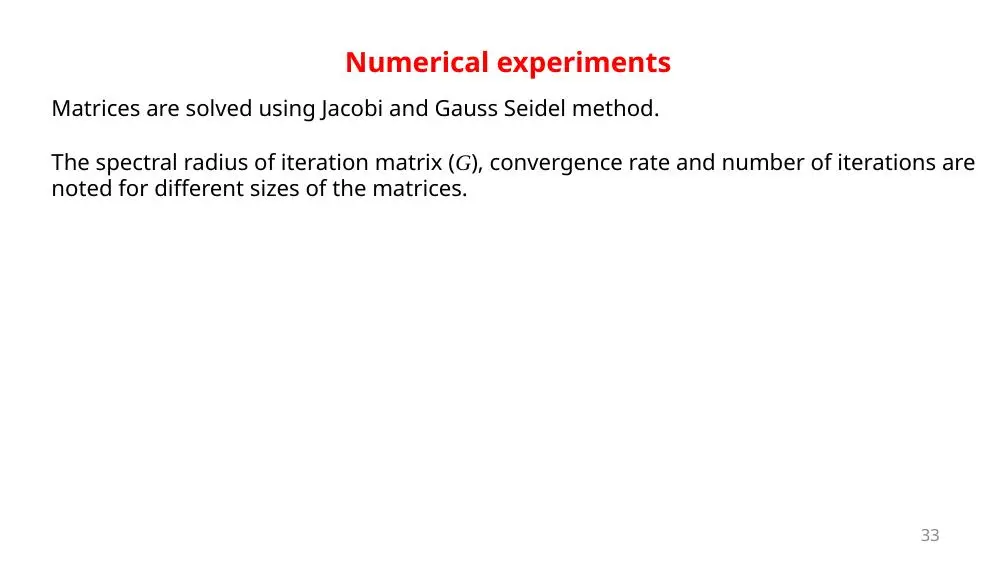 Numerical experiments
Matrices are solved using Jacobi and Gauss Seidel method.
The spectral radius of iteration matrix (G), convergence rate and number of iterations are
noted for different sizes of the matrices.
33